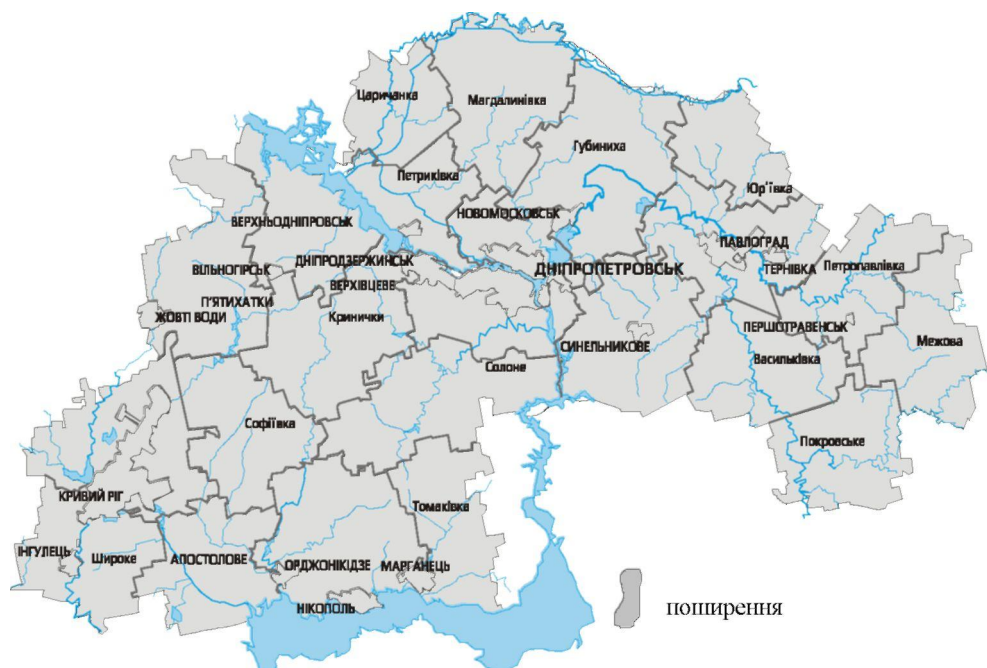 Царичанка
Магдалинівка
Губиниха
Петриківка
Юр'ївка
НОВОМОСКОВСЬК
ВЕРХНЬОДНІПРОВСЬК
ПАВЛОГРАД
ДНІПРОДЗЕРЖИНСЬК
ДНІПРОПЕТРОВСЬК
ВІЛЬНОГІРСЬК
ТЕРНІВКА
Петропавлівка
ВЕРХІВЦЕВЕ
П'ЯТИХАТКИ
ЖОВТІ ВОДИ
Кринички
ПЕРШОТРАВЕНСЬК
СИНЕЛЬНИКОВЕ
Межова
Васильківка
Солоне
Софіївка
Покровське
КРИВИЙ РІГ
Томаківка
ІНГУЛЕЦЬ
Широке
АПОСТОЛОВЕ
ОРДЖОНІКІДЗЕ
МАРГАНЕЦЬ
НІКОПОЛЬ
поширення